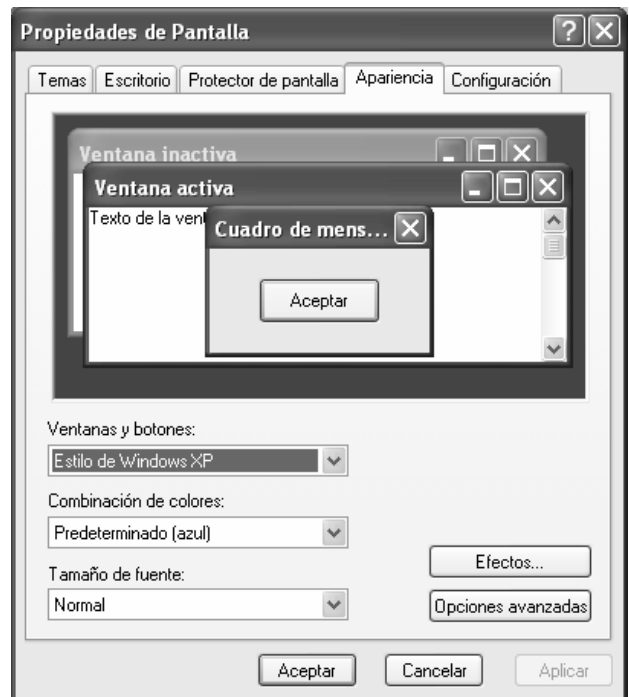 Propiedades de Pantalla
Temas Escritorio Protector de pantalla Apariencia Configuración
Ventana inactiva
Ventana activa
Texto de la vent
Cuadro de mens...
Aceptar
Ventanas y botones:
Estilo de Windows XP
Combinación de colores:
Predeterminado (azul)
Efectos...
Tamaño de fuente:
Normal
Opciones avanzadas
Aceptar Cancelar Aplicar